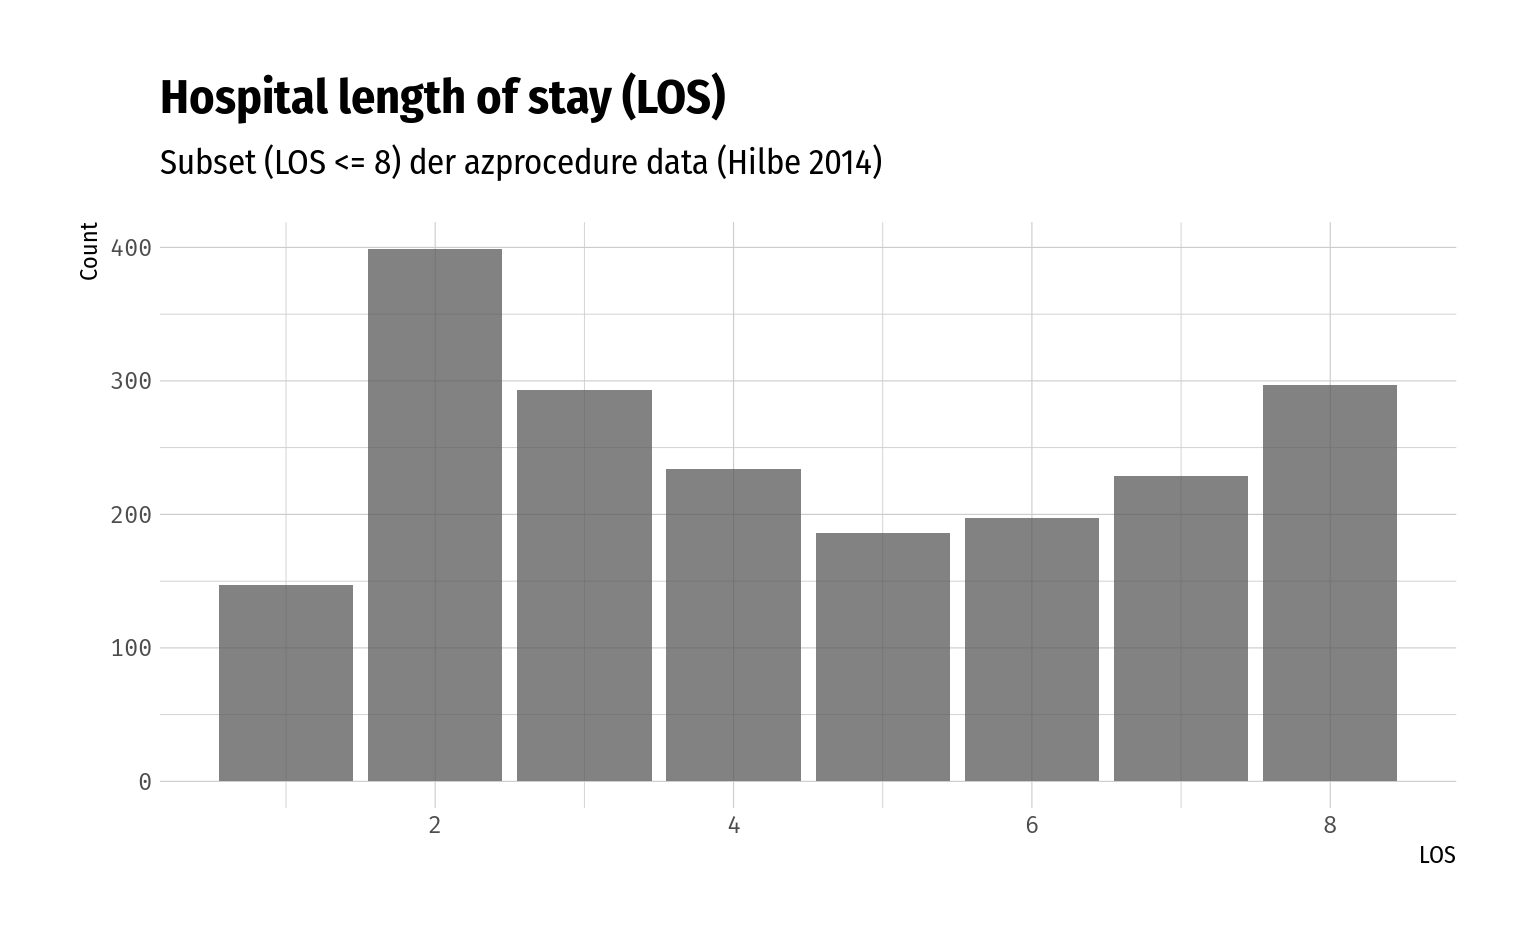 Hospital length of stay (LOS)
Subset (LOS <= 8) der azprocedure data (Hilbe 2014)
Count
400
300
200
100
0
2 4 6 8
LOS